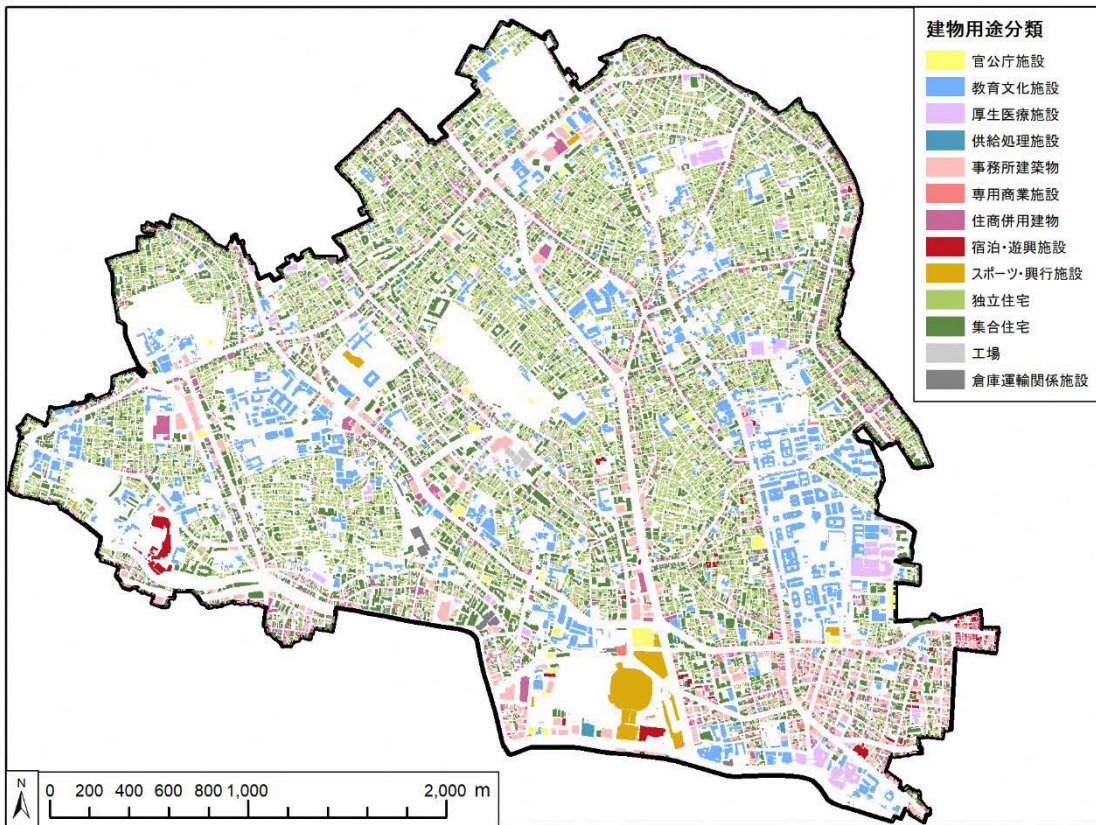 建物用途分類
官公庁施設
教育文化施設
厚生医療施設
供給処理施設
事務所建築物
専用商業施設
住商併用建物
宿泊・遊興施設
スポーツ・興行施設
独立住宅
集合住宅
工場
倉庫運輸関係施設
N
0 200 400 600 800 1,000 2,000 m